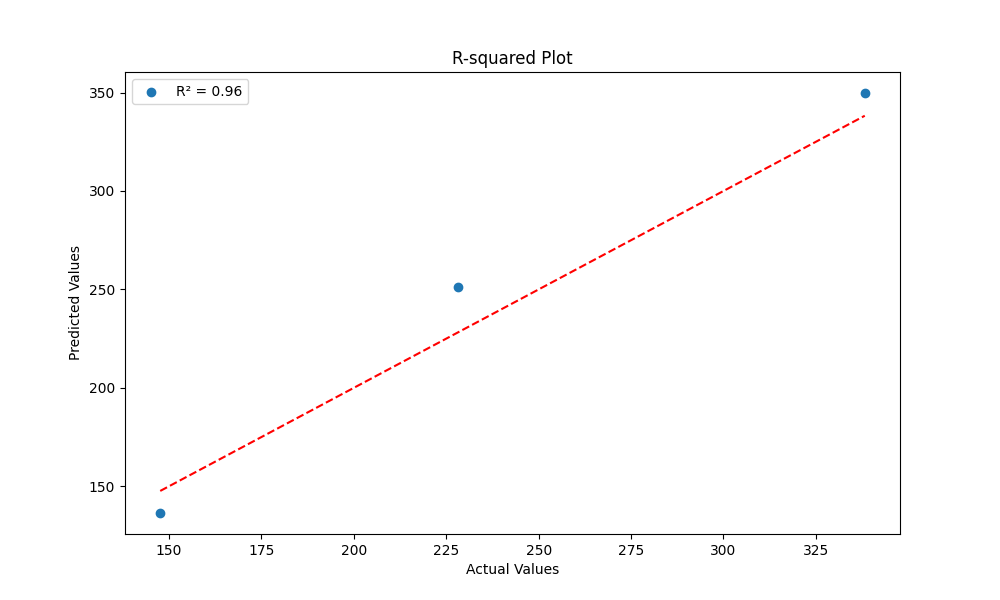 R-squared Plot
R² = 0.96
350
300
250
200
150
Predicted Values
150 175 200 225 250 275 300 325
Actual Values